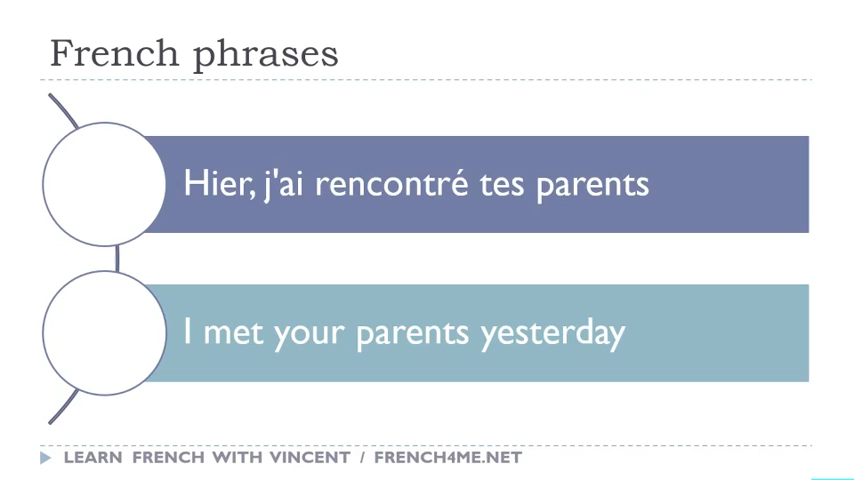 French phrases
Hier, j'ai rencontré tes parents
I met your parents yesterday
LEARN FRENCH WITH VINCENT / FRENCH4ME.NET